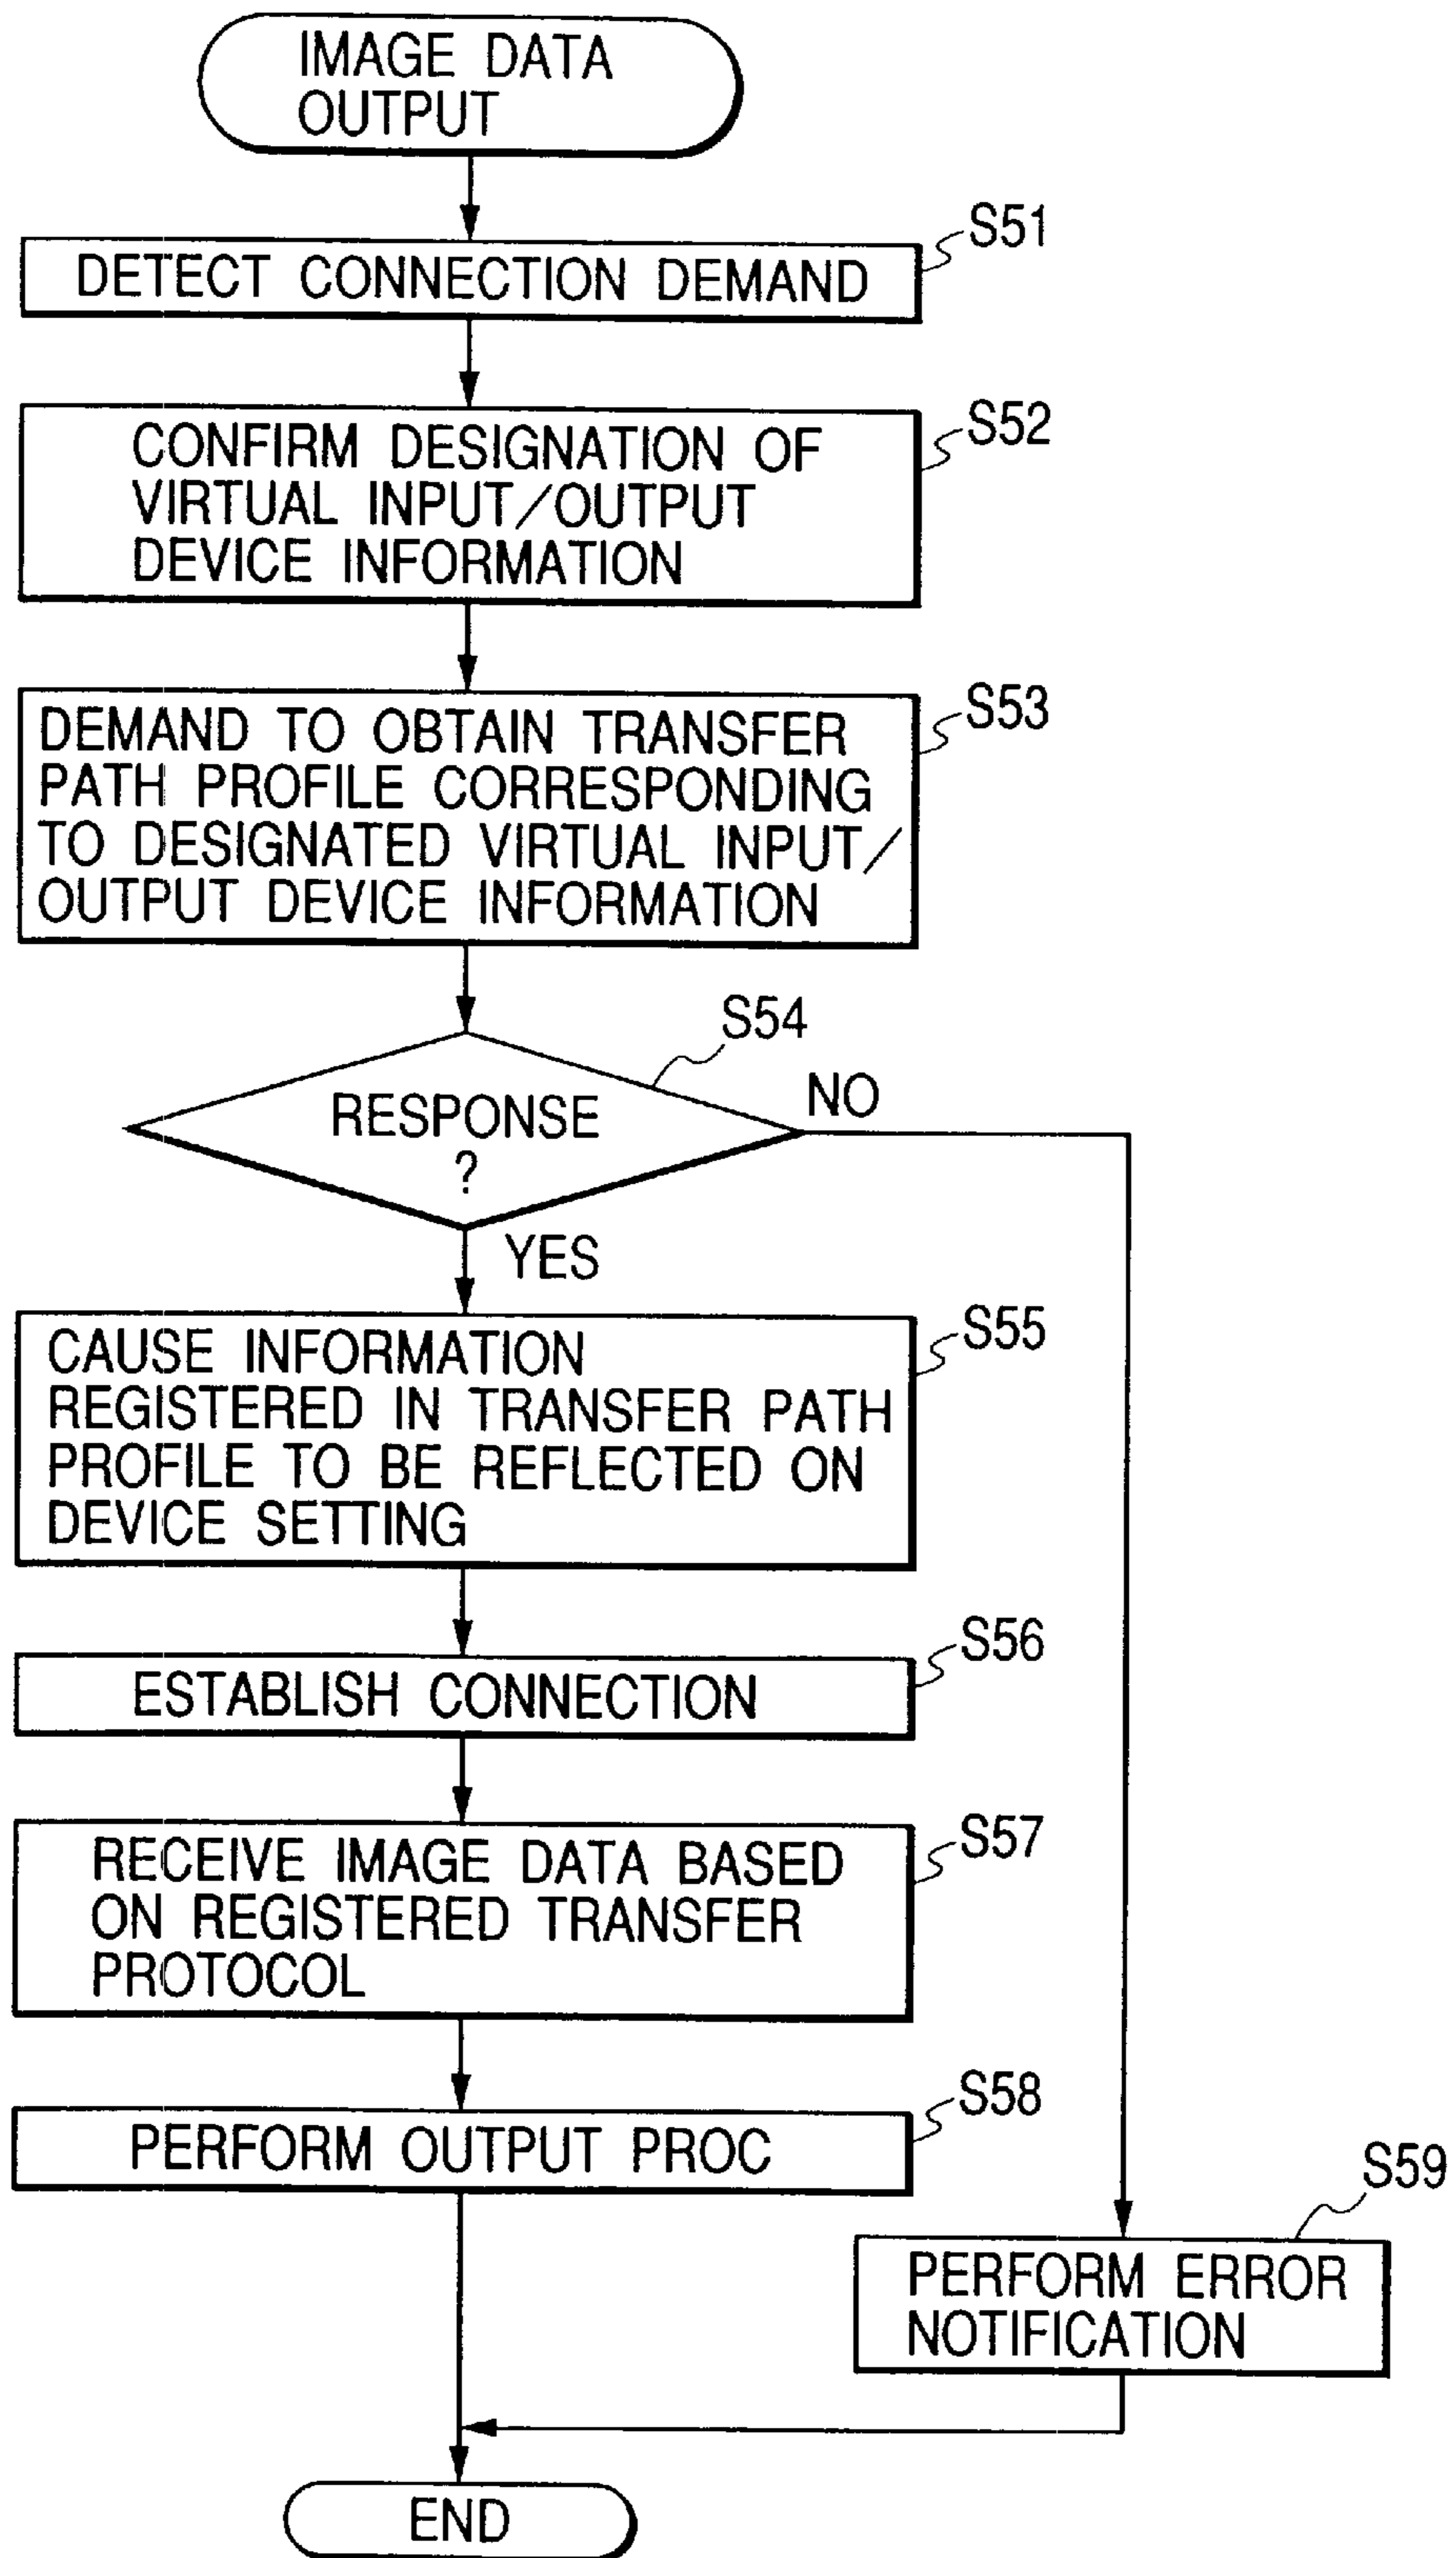 IMAGE DATA
OUTPUT
S51
DETECT CONNECTION DEMAND
S52
CONFIRM DESIGNATION OF
VIRTUAL INPUT/OUTPUT
DEVICE INFORMATION
S53
DEMAND TO OBTAIN TRANSFER
PATH PROFILE CORRESPONDING
TO DESIGNATED VIRTUAL INPUT/
OUTPUT DEVICE INFORMATION
S54
RESPONSE
?
NO
YES
S55
CAUSE INFORMATION
REGISTERED IN TRANSFER PATH
PROFILE TO BE REFLECTED ON
DEVICE SETTING
S56
ESTABLISH CONNECTION
S57
RECEIVE IMAGE DATA BASED
ON REGISTERED TRANSFER
PROTOCOL
S58
PERFORM OUTPUT PROC
S59
PERFORM ERROR
NOTIFICATION
END